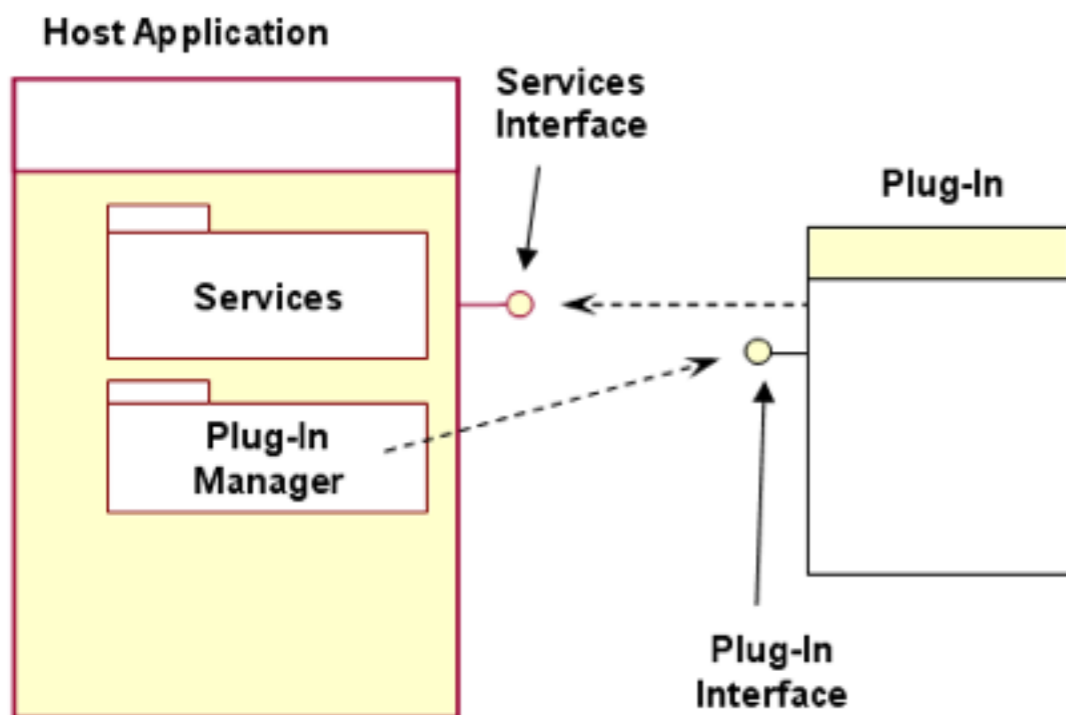 Host Application
Services
Interface
Plug-In
Services
Plug-In
Manager
Plug-In
Interface